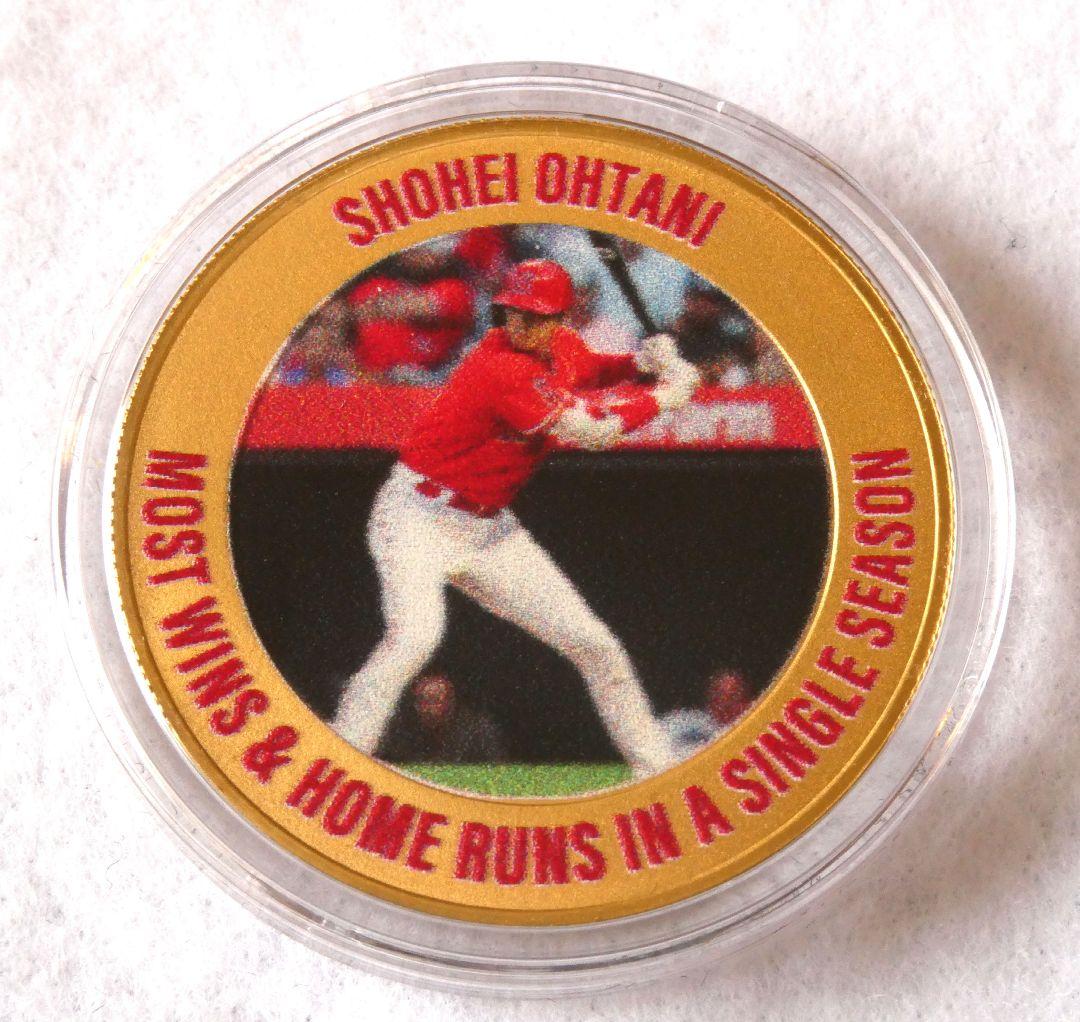 SHOHEI OHTANI
MOST WINS & HOME RUNS IN A SINGLE SEASON